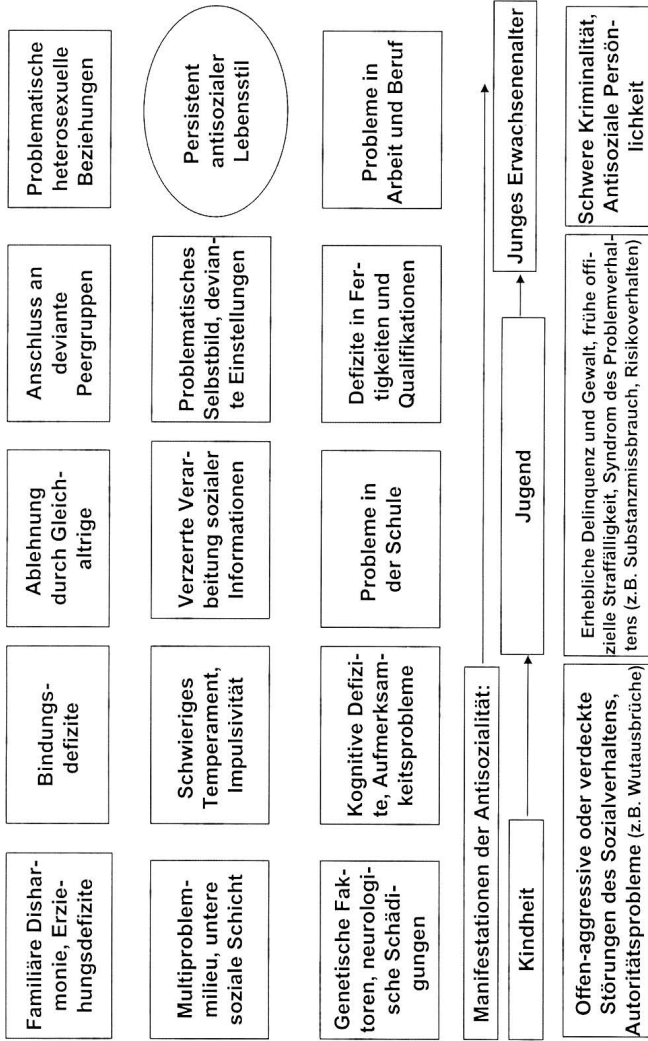 Familiäre Dishar-
monie, Erzie-
hungsdefizite
Bindungs-
defizite
Ablehnung
durch Gleich-
altrige
Anschluss an
deviante
Peergruppen
Problematische
heterosexuelle
Beziehungen
Multiproblem-
milieu, untere
soziale Schicht
Schwieriges
Temperament,
Impulsivität
Verzerrte Verar-
beitung sozialer
Informationen
Problematisches
Selbstbild, devian-
te Einstellungen
Persistent
antisozialer
Lebensstil
Genetische Fak-
toren, neurologi-
sche Schädi-
gungen
Kognitive Defizi-
te, Aufmerksam-
keitsprobleme
Probleme in
der Schule
Defizite in Fer-
tigkeiten und
Qualifikationen
Probleme in
Arbeit und Beruf
Manifestationen der Antisozialität:
Kindheit
Jugend
Junges Erwachsenenalter
Offen-aggressive oder verdeckte
Störungen des Sozialverhaltens,
Autoritätsprobleme (z.B. Wutausbrüche)
Erhebliche Delinquenz und Gewalt, frühe offi-
zielle Straffälligkeit, Syndrom des Problemverhal-
tens (z.B. Substanzmissbrauch, Risikoverhalten)
Schwere Kriminalität,
Antisoziale Persön-
lichkeit